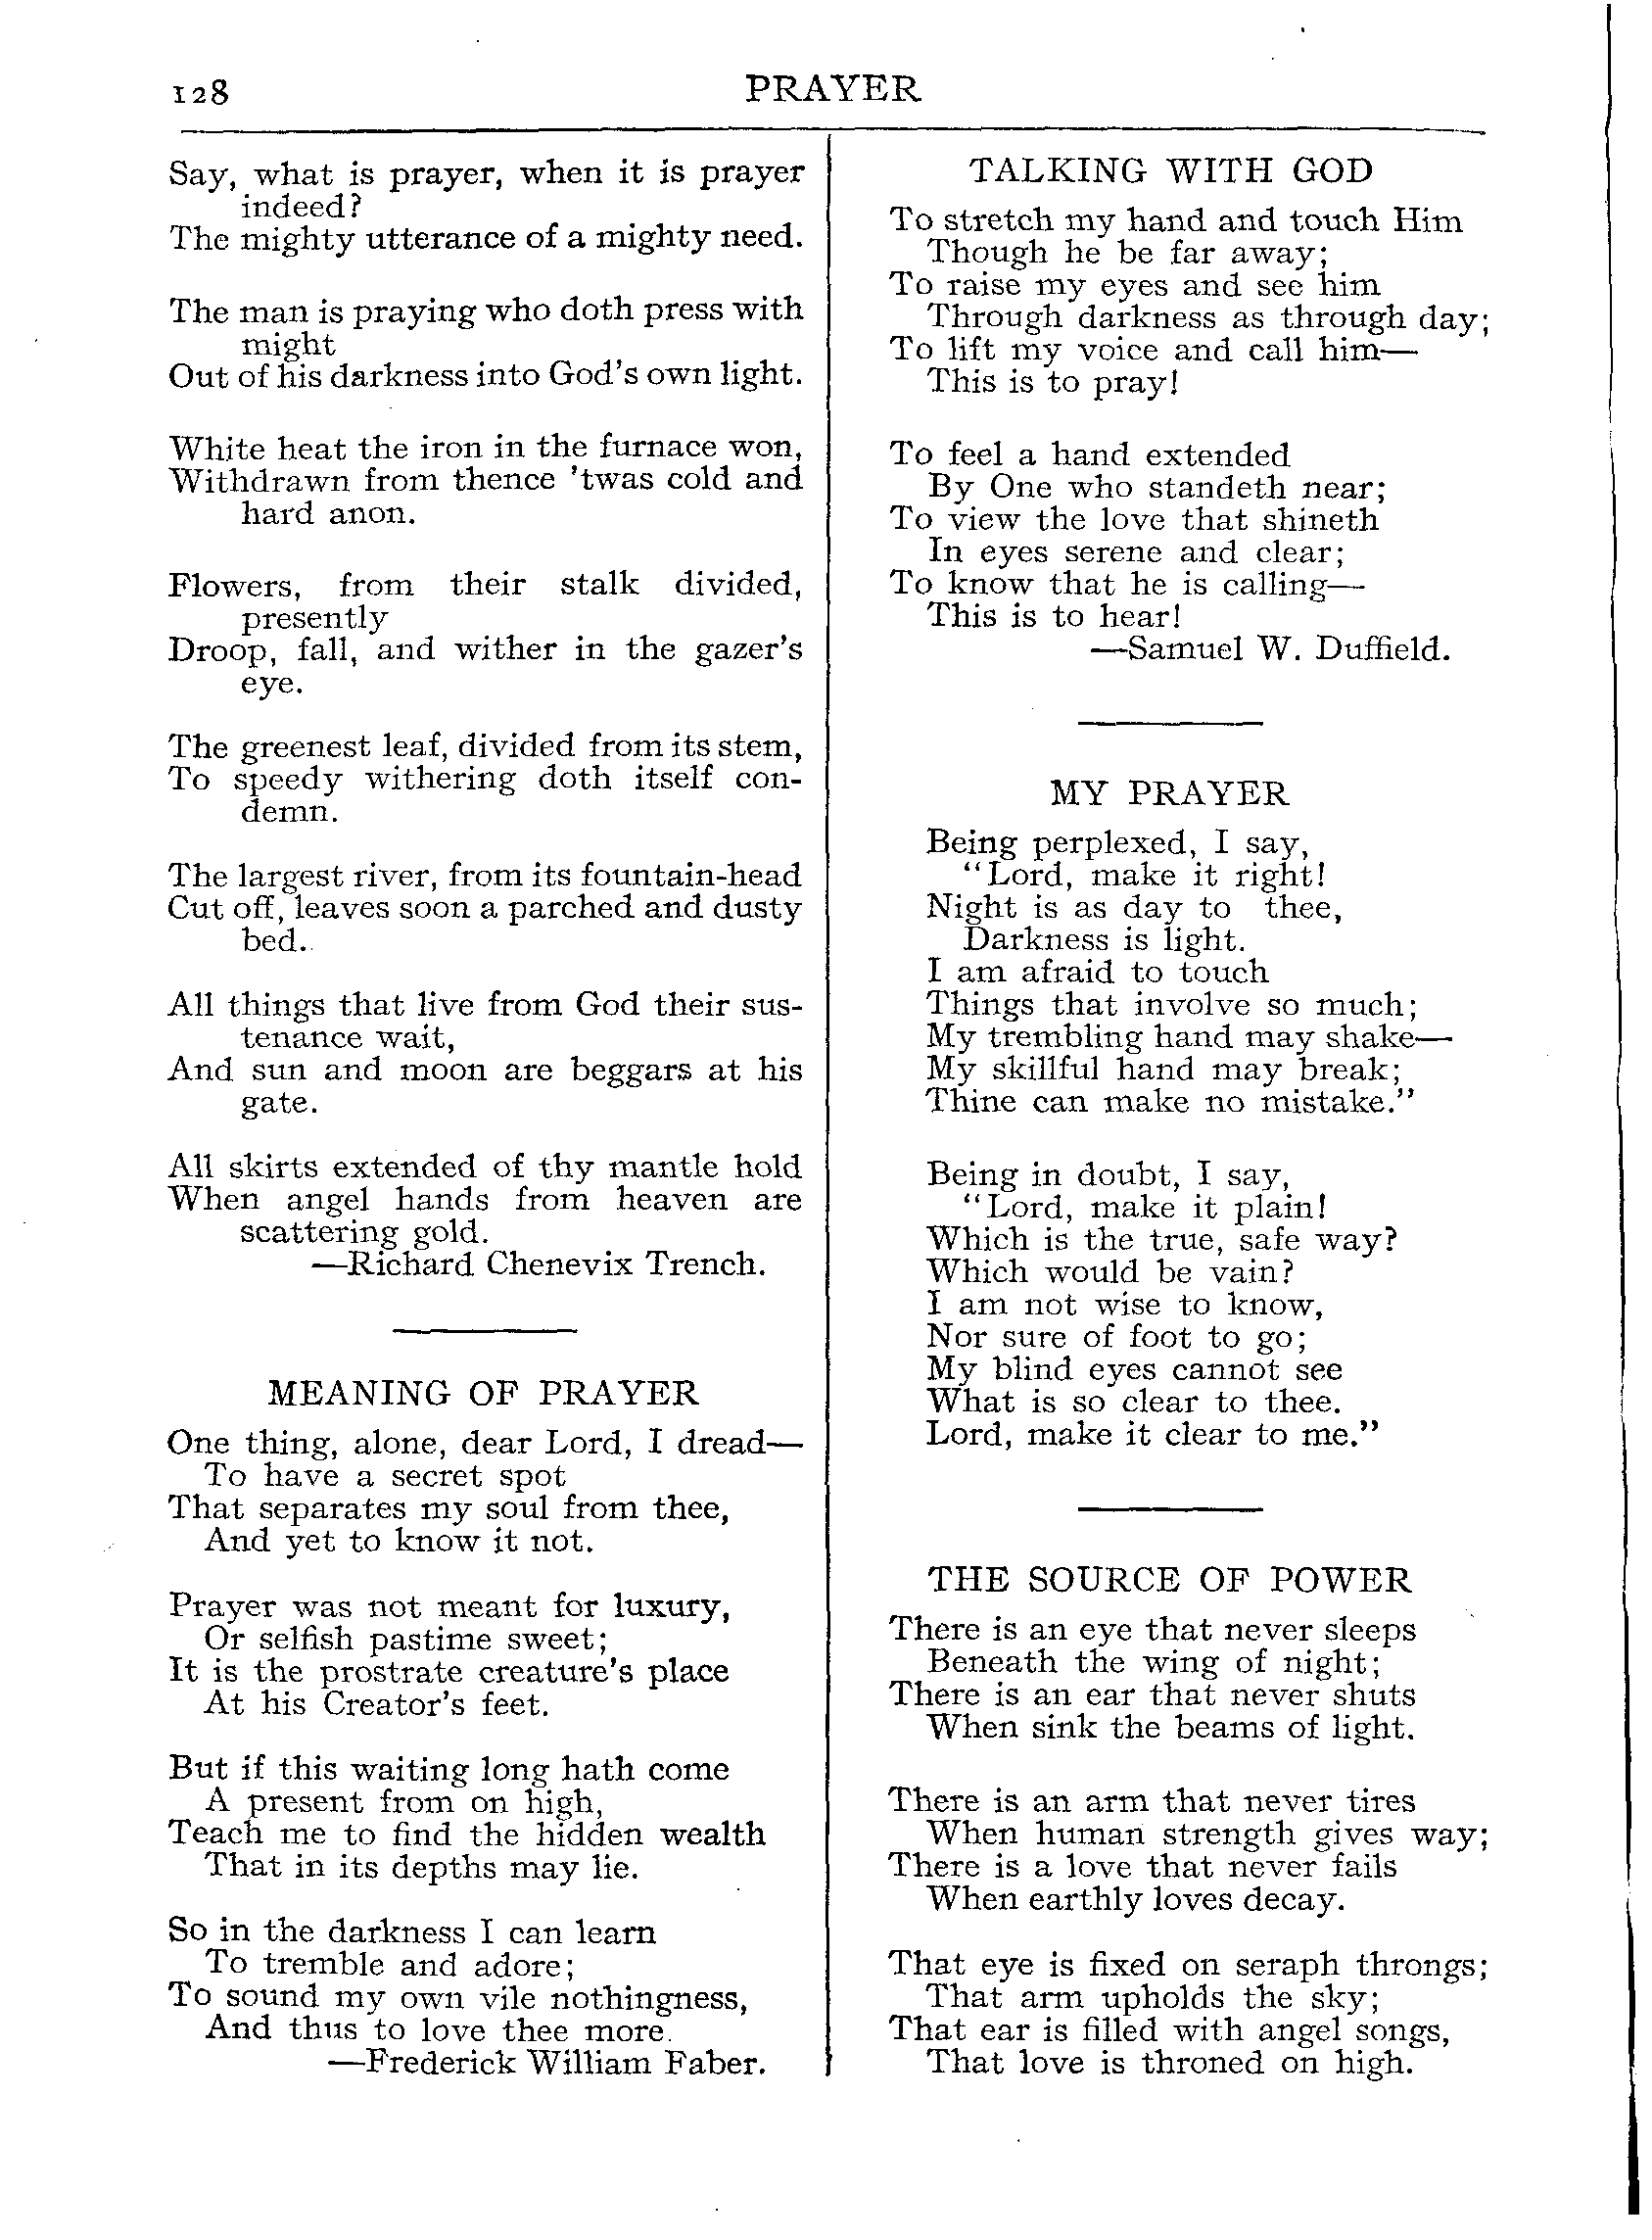 128
PRAYER
Say, what is prayer, when it is prayer
indeed?
The mighty utterance of a mighty need.
The man is praying who doth press with
might
Out of his darkness into God's own light.
White heat the iron in the furnace won,
Withdrawn from thence 'twas cold and
hard anon.
Flowers, from their stalk divided,
presently
Droop, fall, and wither in the gazer's
eye.
The greenest leaf, divided from its stem,
To speedy withering doth itself con-
demn.
The largest river, from its fountain-head
Cut off, leaves soon a parched and dusty
bed.
All things that live from God their sus-
tenance wait,
And sun and moon are beggars at his
gate.
All skirts extended of thy mantle hold
When angel hands from heaven are
scattering gold.
—Richard Chenevix Trench.
MEANING OF PRAYER
One thing, alone, dear Lord, I dread—
To have a secret spot
That separates my soul from thee,
And yet to know it not.
Prayer was not meant for luxury,
Or selfish pastime sweet;
It is the prostrate creature's place
At his Creator's feet.
But if this waiting long hath come
A present from on high,
Teach me to find the hidden wealth
That in its depths may lie.
So in the darkness I can learn
To tremble and adore;
To sound my own vile nothingness,
And thus to love thee more.
—Frederick William Faber.
TALKING WITH GOD
To stretch my hand and touch Him
Though he be far away;
To raise my eyes and see him
Through darkness as through day;
To lift my voice and call him—
This is to pray!
To feel a hand extended
By One who standeth near;
To view the love that shineth
In eyes serene and clear;
To know that he is calling—
This is to hear!
—Samuel W. Duffield.
MY PRAYER
Being perplexed, I say,
"Lord, make it right!
Night is as day to thee,
Darkness is light.
I am afraid to touch
Things that involve so much;
My trembling hand may shake—
My skillful hand may break;
Thine can make no mistake."
Being in doubt, I say,
"Lord, make it plain!
Which is the true, safe way?
Which would be vain?
I am not wise to know,
Nor sure of foot to go;
My blind eyes cannot see
What is so clear to thee.
Lord, make it clear to me."
THE SOURCE OF POWER
There is an eye that never sleeps
Beneath the wing of night;
There is an ear that never shuts
When sink the beams of light.
There is an arm that never tires
When human strength gives way;
There is a love that never fails
When earthly loves decay.
That eye is fixed on seraph throngs;
That arm upholds the sky;
That ear is filled with angel songs,
That love is throned on high.